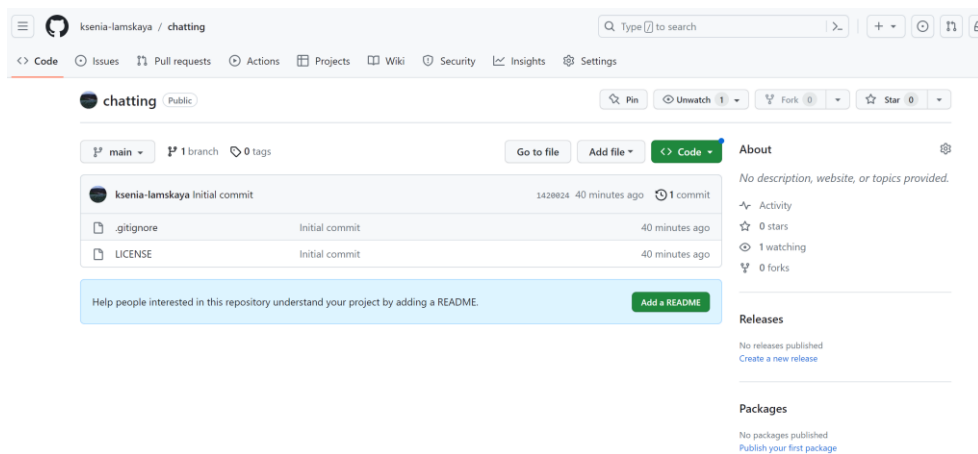 ksenia-lamskaya / chatting
Type / to search
Code Issues Pull requests Actions Projects Wiki Security Insights Settings
chatting Public
Pin Unwatch 1 Fork 0 Star 0
main 1 branch 0 tags Go to file Add file Code
ksenia-lamskaya Initial commit 1420024 40 minutes ago 1 commit
.gitignore Initial commit 40 minutes ago
LICENSE Initial commit 40 minutes ago
Help people interested in this repository understand your project by adding a README. Add a README
About
No description, website, or topics provided.
Activity
0 stars
1 watching
0 forks
Releases
No releases published
Create a new release
Packages
No packages published
Publish your first package